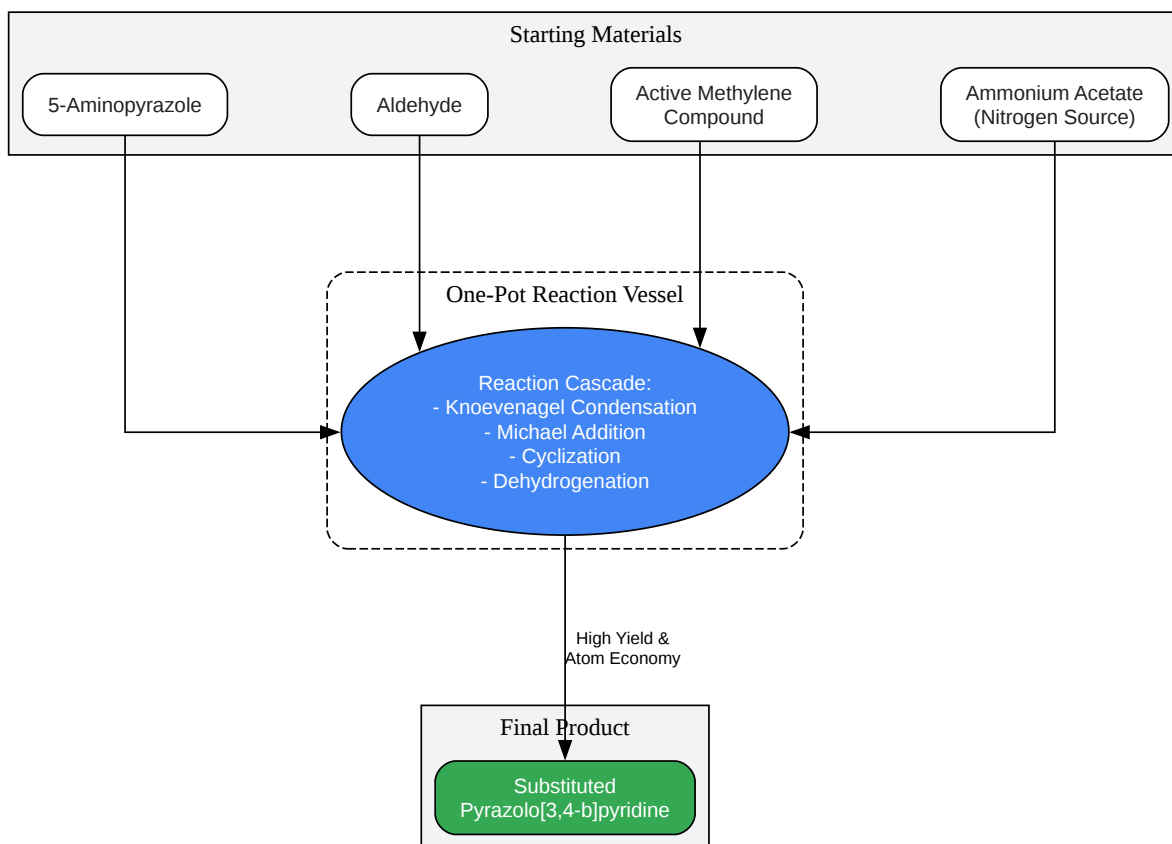 Starting Materials
5-Aminopyrazole
Aldehyde
Active Methylene
Compound
Ammonium Acetate
(Nitrogen Source)
One-Pot Reaction Vessel
Reaction Cascade:
- Knoevenagel Condensation
- Michael Addition
- Cyclization
- Dehydrogenation
High Yield &
Atom Economy
Final Product
Substituted
Pyrazolo[3,4-b]pyridine